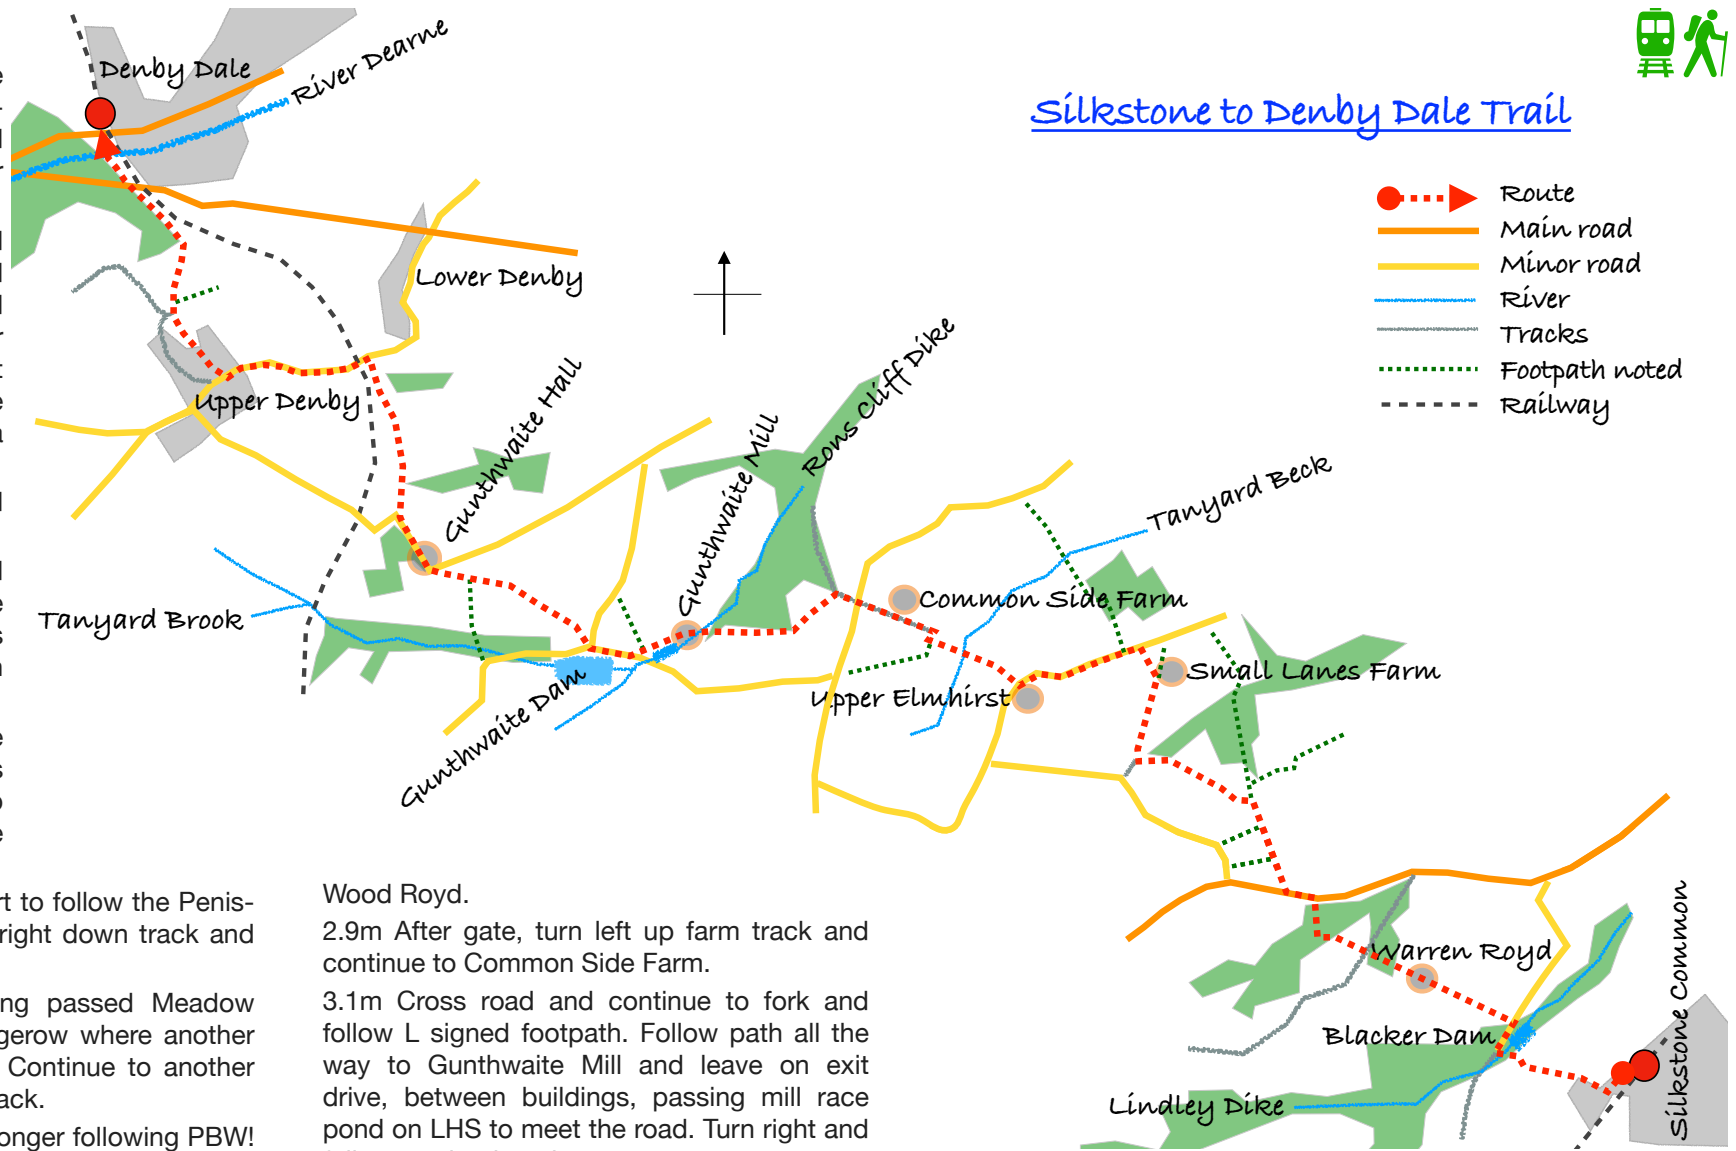 Silkstone to Denby Dale Trail
Route
Main road
Minor road
River
Tracks
Footpath noted
Railway
Denby Dale
River Dearne
Lower Denby
Upper Denby
Gunthwaite Hall
Gunthwaite Mill
Rons Cliff Dike
Tanyard Beck
Tanyard Brook
Common Side Farm
Small Lanes Farm
Upper Elmhirst
Gunthwaite Dam
Warren Royd
Blacker Dam
Lindley Dike
Silkstone Common
rt to follow the Penis-
right down track and
ng passed Meadow
gerow where another
Continue to another
ack.
onger following PBW!
Wood Royd.
2.9m After gate, turn left up farm track and
continue to Common Side Farm.
3.1m Cross road and continue to fork and
follow L signed footpath. Follow path all the
way to Gunthwaite Mill and leave on exit
drive, between buildings, passing mill race
pond on LHS to meet the road. Turn right and